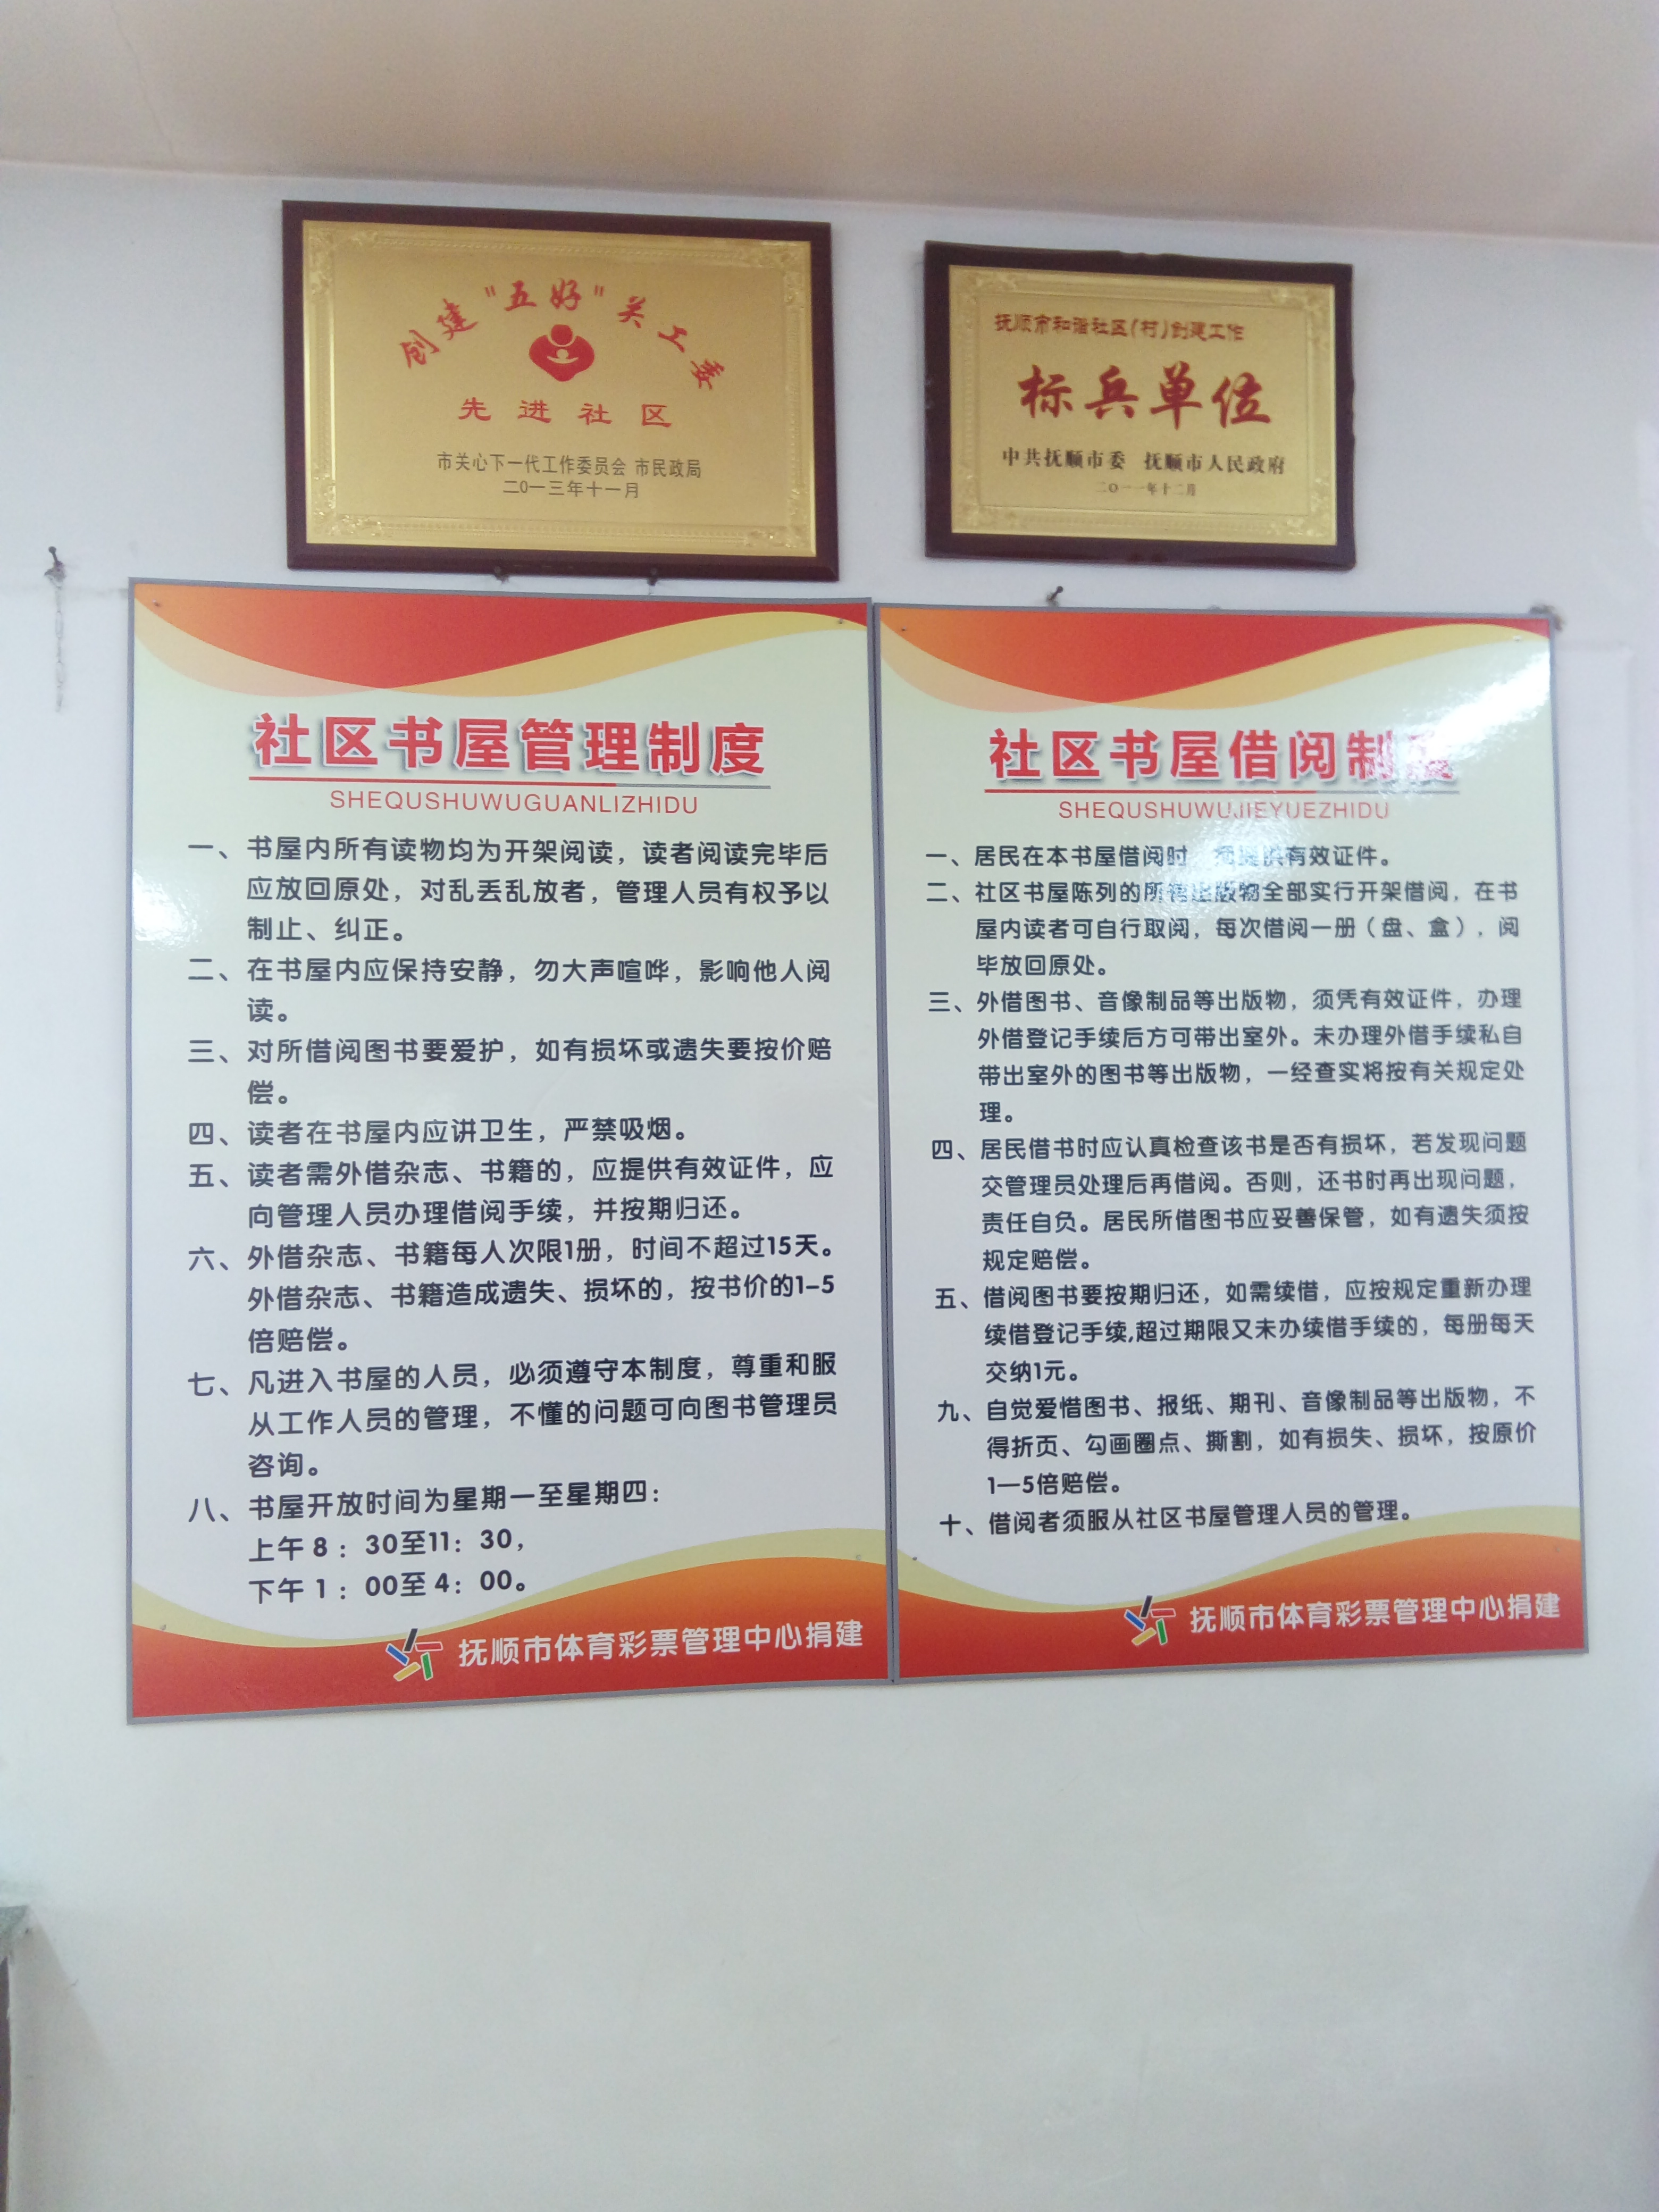 创建"五好"关工委
先进社区
市关心下一代工作委员会 市民政局
二0一三年十一月
抚顺市和谐社区(村)创建工作
标兵单位
中共抚顺市委 抚顺市人民政府
二0一一年十二月
社区书屋管理制度
SHEQUSHUWUGUANLIZHIDU
一、书屋内所有读物均为开架阅读，读者阅读完毕后
应放回原处，对乱丢乱放者，管理人员有权予以
制止、纠正。
二、在书屋内应保持安静，勿大声喧哗，影响他人阅
读。
三、对所借阅图书要爱护，如有损坏或遗失要按价赔
偿。
四、读者在书屋内应讲卫生，严禁吸烟。
五、读者需外借杂志、书籍的，应提供有效证件，应
向管理人员办理借阅手续，并按期归还。
六、外借杂志、书籍每人次限1册，时间不超过15天。
外借杂志、书籍造成遗失、损坏的，按书价的1-5
倍赔偿。
七、凡进入书屋的人员，必须遵守本制度，尊重和服
从工作人员的管理，不懂的问题可向图书管理员
咨询。
八、书屋开放时间为星期一至星期四：
上午 8：30至11：30，
下午 1：00至 4：00。
抚顺市体育彩票管理中心捐建
社区书屋借阅制度
SHEQUSHUWUJIEYUEZHIDU
一、居民在本书屋借阅时 提供有效证件。
二、社区书屋陈列的所有出版物全部实行开架借阅，在书
屋内读者可自行取阅，每次借阅一册（盘、盒），阅
毕放回原处。
三、外借图书、音像制品等出版物，须凭有效证件，办理
外借登记手续后方可带出室外。未办理外借手续私自
带出室外的图书等出版物，一经查实将按有关规定处
理。
四、居民借书时应认真检查该书是否有损坏，若发现问题
交管理员处理后再借阅。否则，还书时再出现问题，
责任自负。居民所借图书应妥善保管，如有遗失须按
规定赔偿。
五、借阅图书要按期归还，如需续借，应按规定重新办理
续借登记手续,超过期限又未办续借手续的，每册每天
交纳1元。
九、自觉爱惜图书、报纸、期刊、音像制品等出版物，不
得折页、勾画圈点、撕割，如有损失、损坏，按原价
1—5倍赔偿。
十、借阅者须服从社区书屋管理人员的管理。
抚顺市体育彩票管理中心捐建